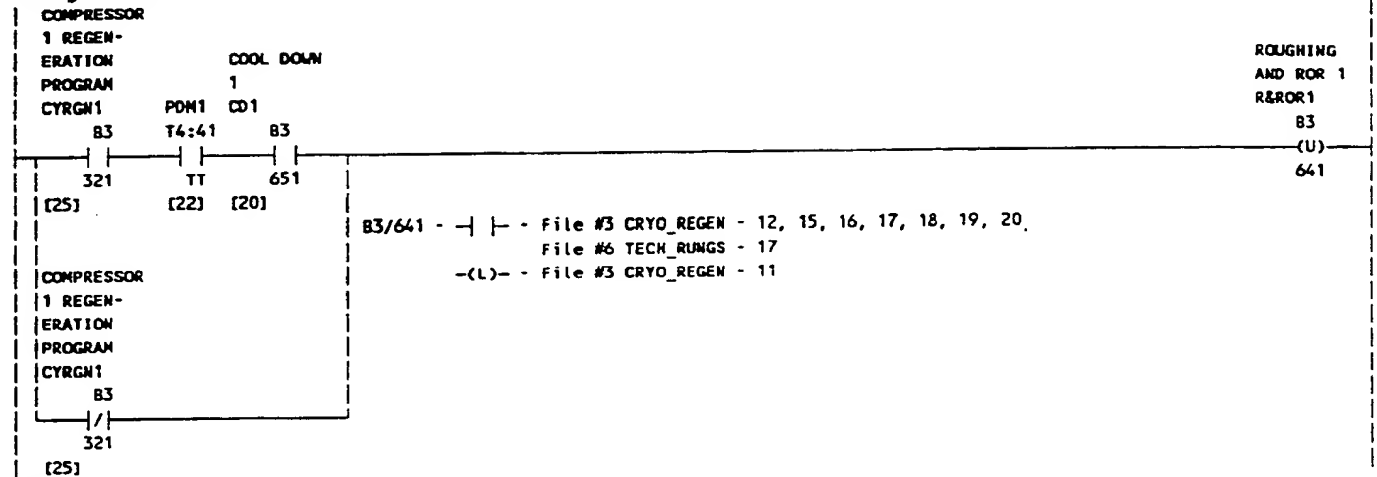 COMPRESSOR
1 REGEN-
ERATION COOL DOWN ROUGHING
PROGRAM 1 AND ROR 1
CYRGN1 PDM1 CD1 R&ROR1
B3 T4:41 B3 B3
(U)
321 TT 651 641
[25] [22] [20]
B3/641 - -| |- - File #3 CRYO_REGEN - 12, 15, 16, 17, 18, 19, 20
File #6 TECH_RUNGS - 17
-(L)- - File #3 CRYO_REGEN - 11
COMPRESSOR
1 REGEN-
ERATION
PROGRAM
CYRGN1
B3
321
[25]